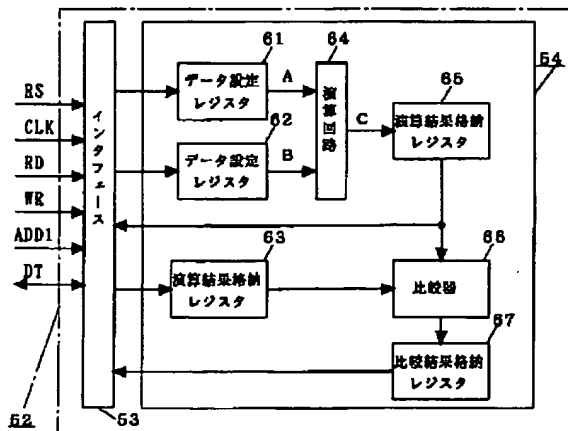 61
A
64
54
RS
データ設定
レジスタ
65
62
演算回路
C
演算結果格納
レジスタ
CLK
インタフェース
RD
データ設定
レジスタ
B
WR
ADD1
63
66
DT
演算結果格納
レジスタ
比較器
67
比較結果格納
レジスタ
52
53